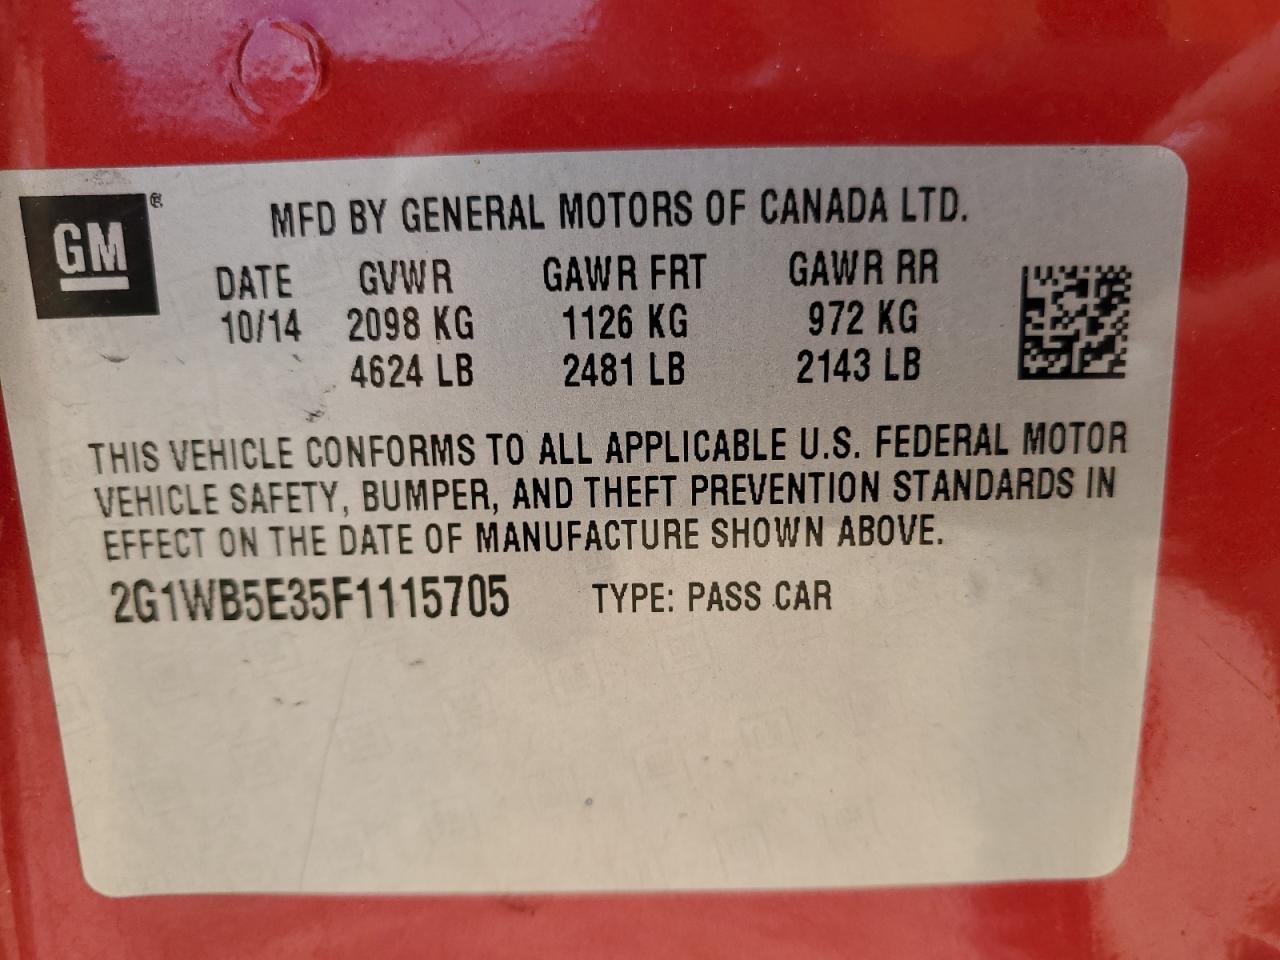 GM®
MFD BY GENERAL MOTORS OF CANADA LTD.
DATE GVWR GAWR FRT GAWR RR
10/14 2098 KG 1126 KG 972 KG
4624 LB 2481 LB 2143 LB
THIS VEHICLE CONFORMS TO ALL APPLICABLE U.S. FEDERAL MOTOR
VEHICLE SAFETY, BUMPER, AND THEFT PREVENTION STANDARDS IN
EFFECT ON THE DATE OF MANUFACTURE SHOWN ABOVE.
2G1WB5E35F1115705 TYPE: PASS CAR